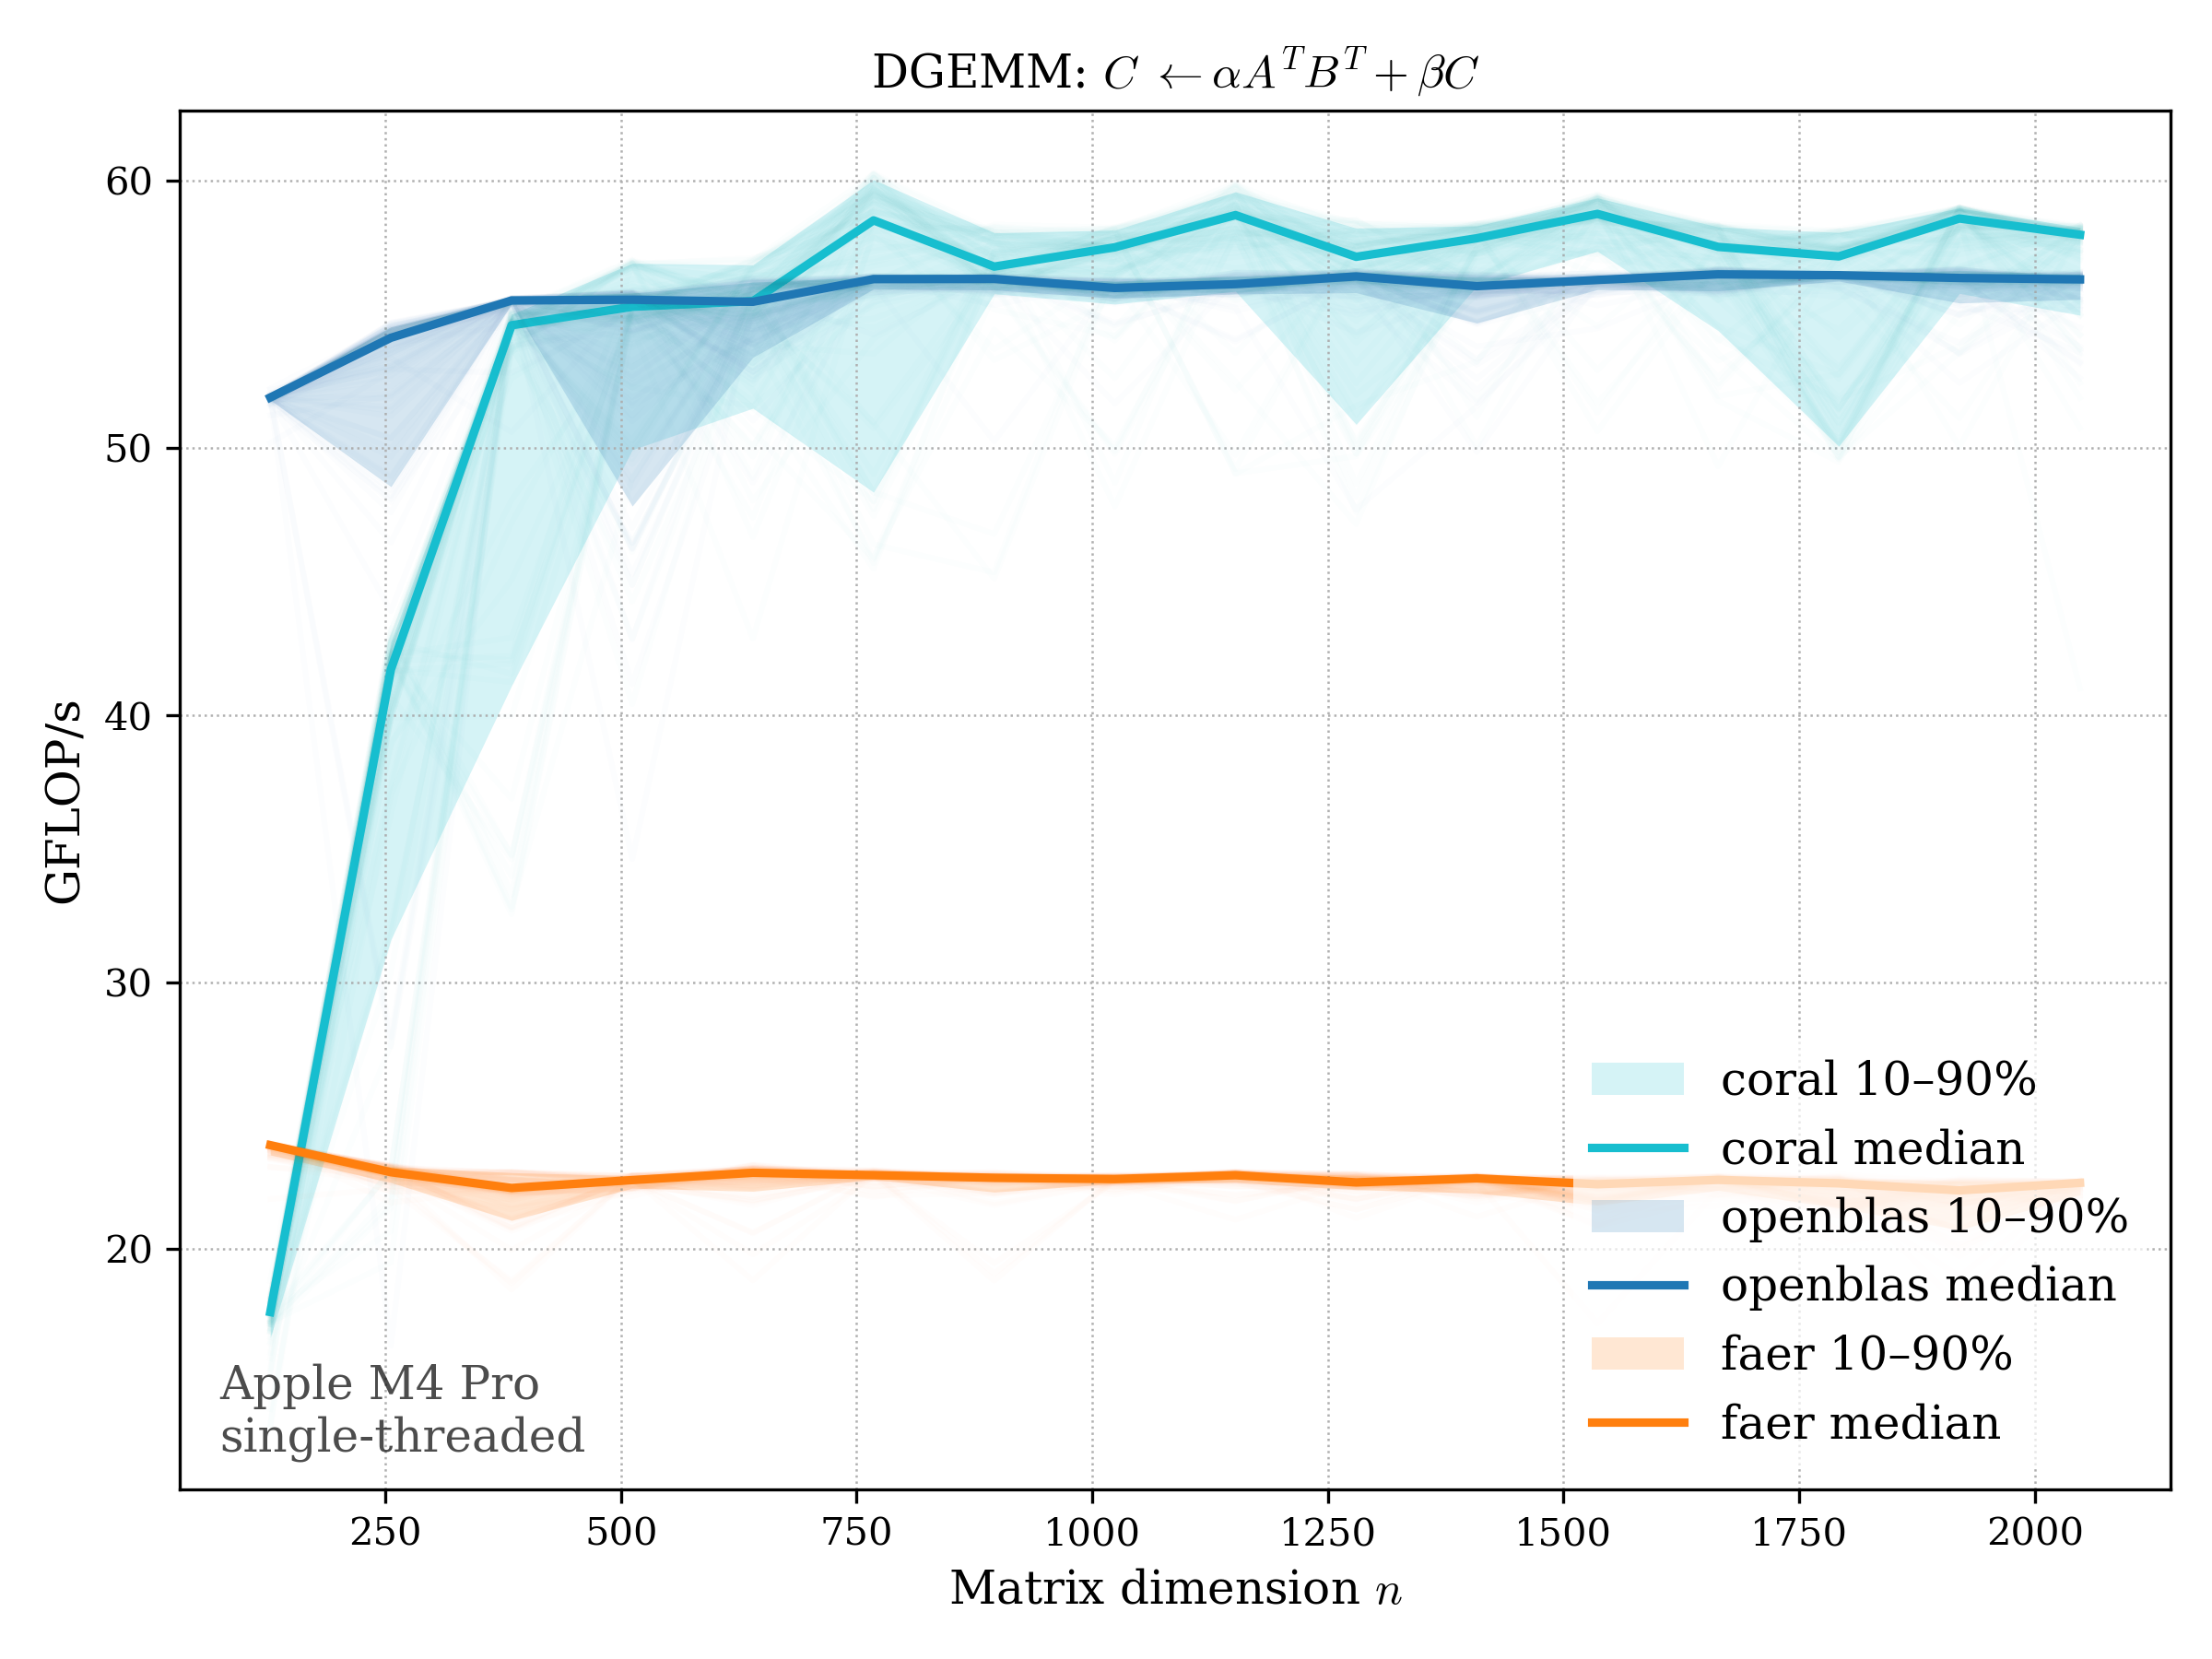 DGEMM: C ← αAᵀBᵀ + βC
GFLOP/s
60
50
40
30
20
250
500
750
1000
1250
1500
1750
2000
Matrix dimension n
Apple M4 Pro
single-threaded
coral 10–90%
coral median
openblas 10–90%
openblas median
faer 10–90%
faer median